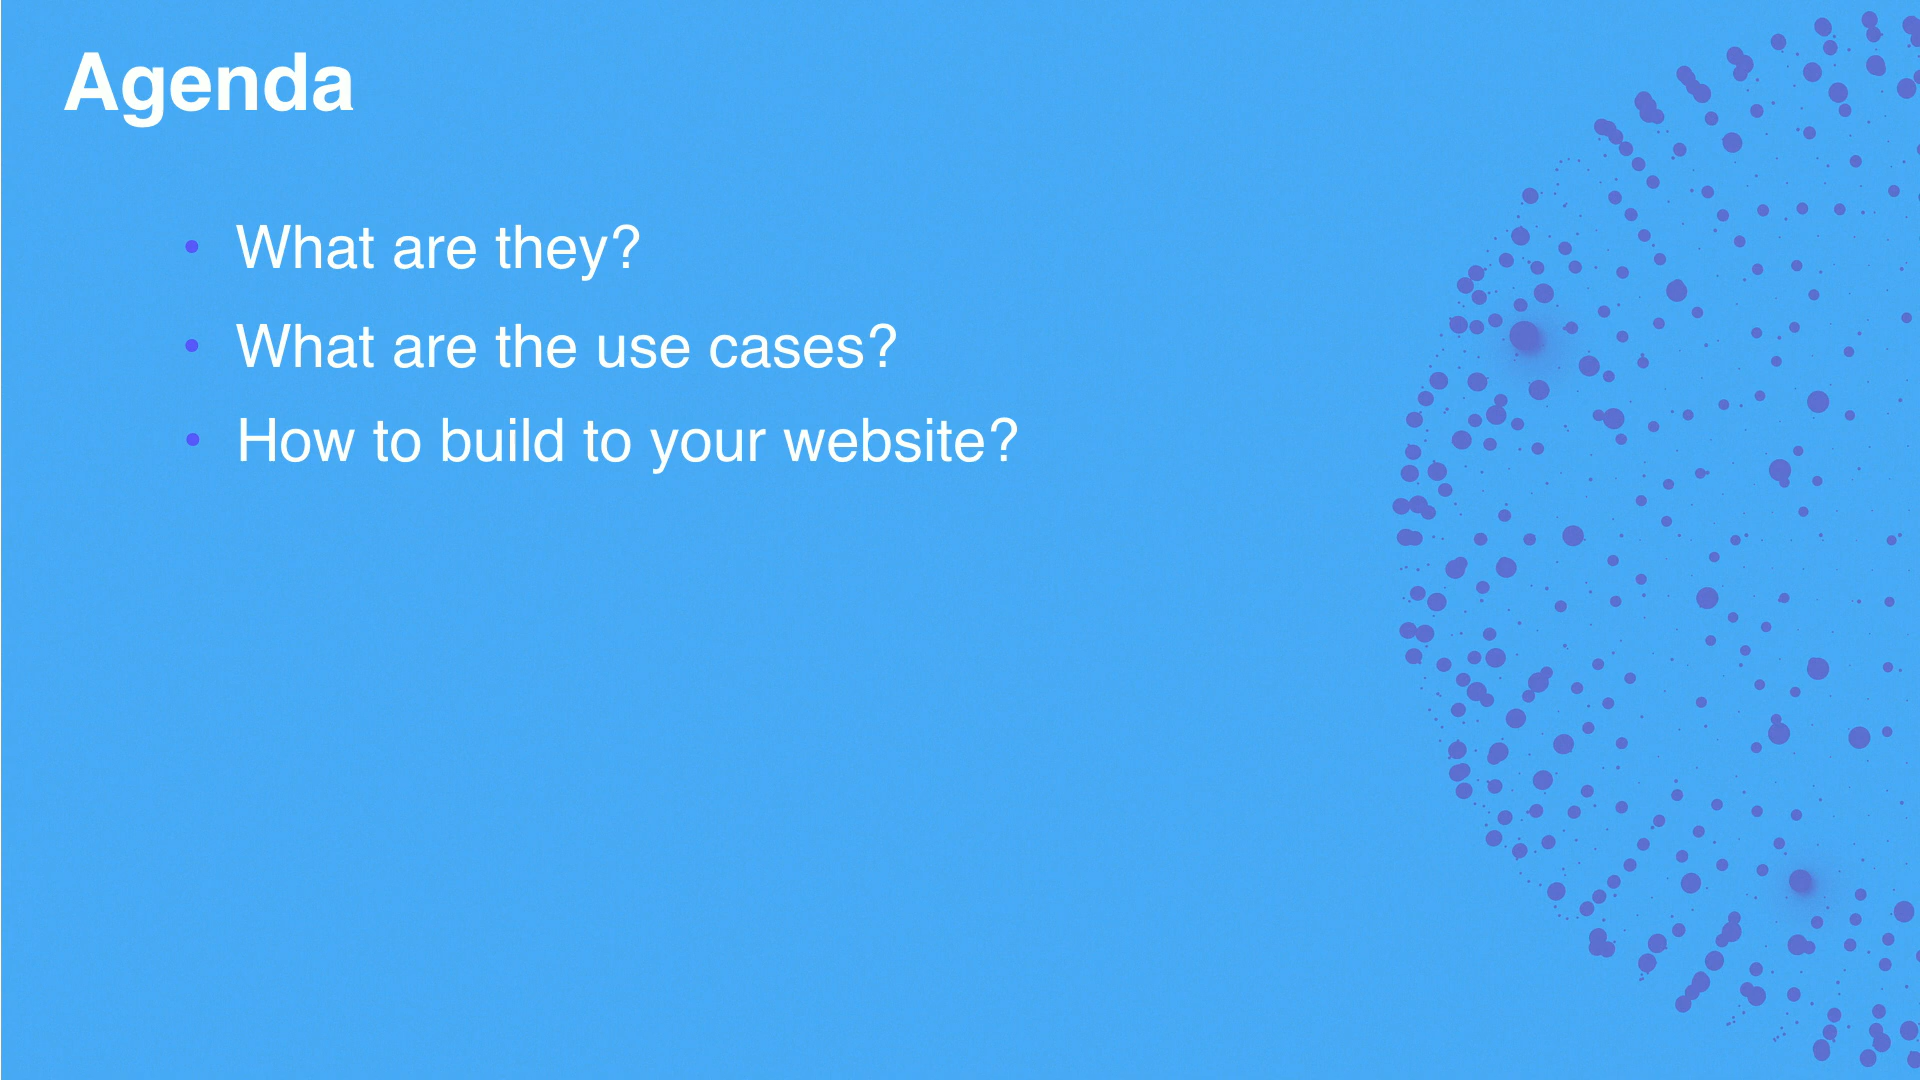 Agenda
• What are they?
• What are the use cases?
• How to build to your website?